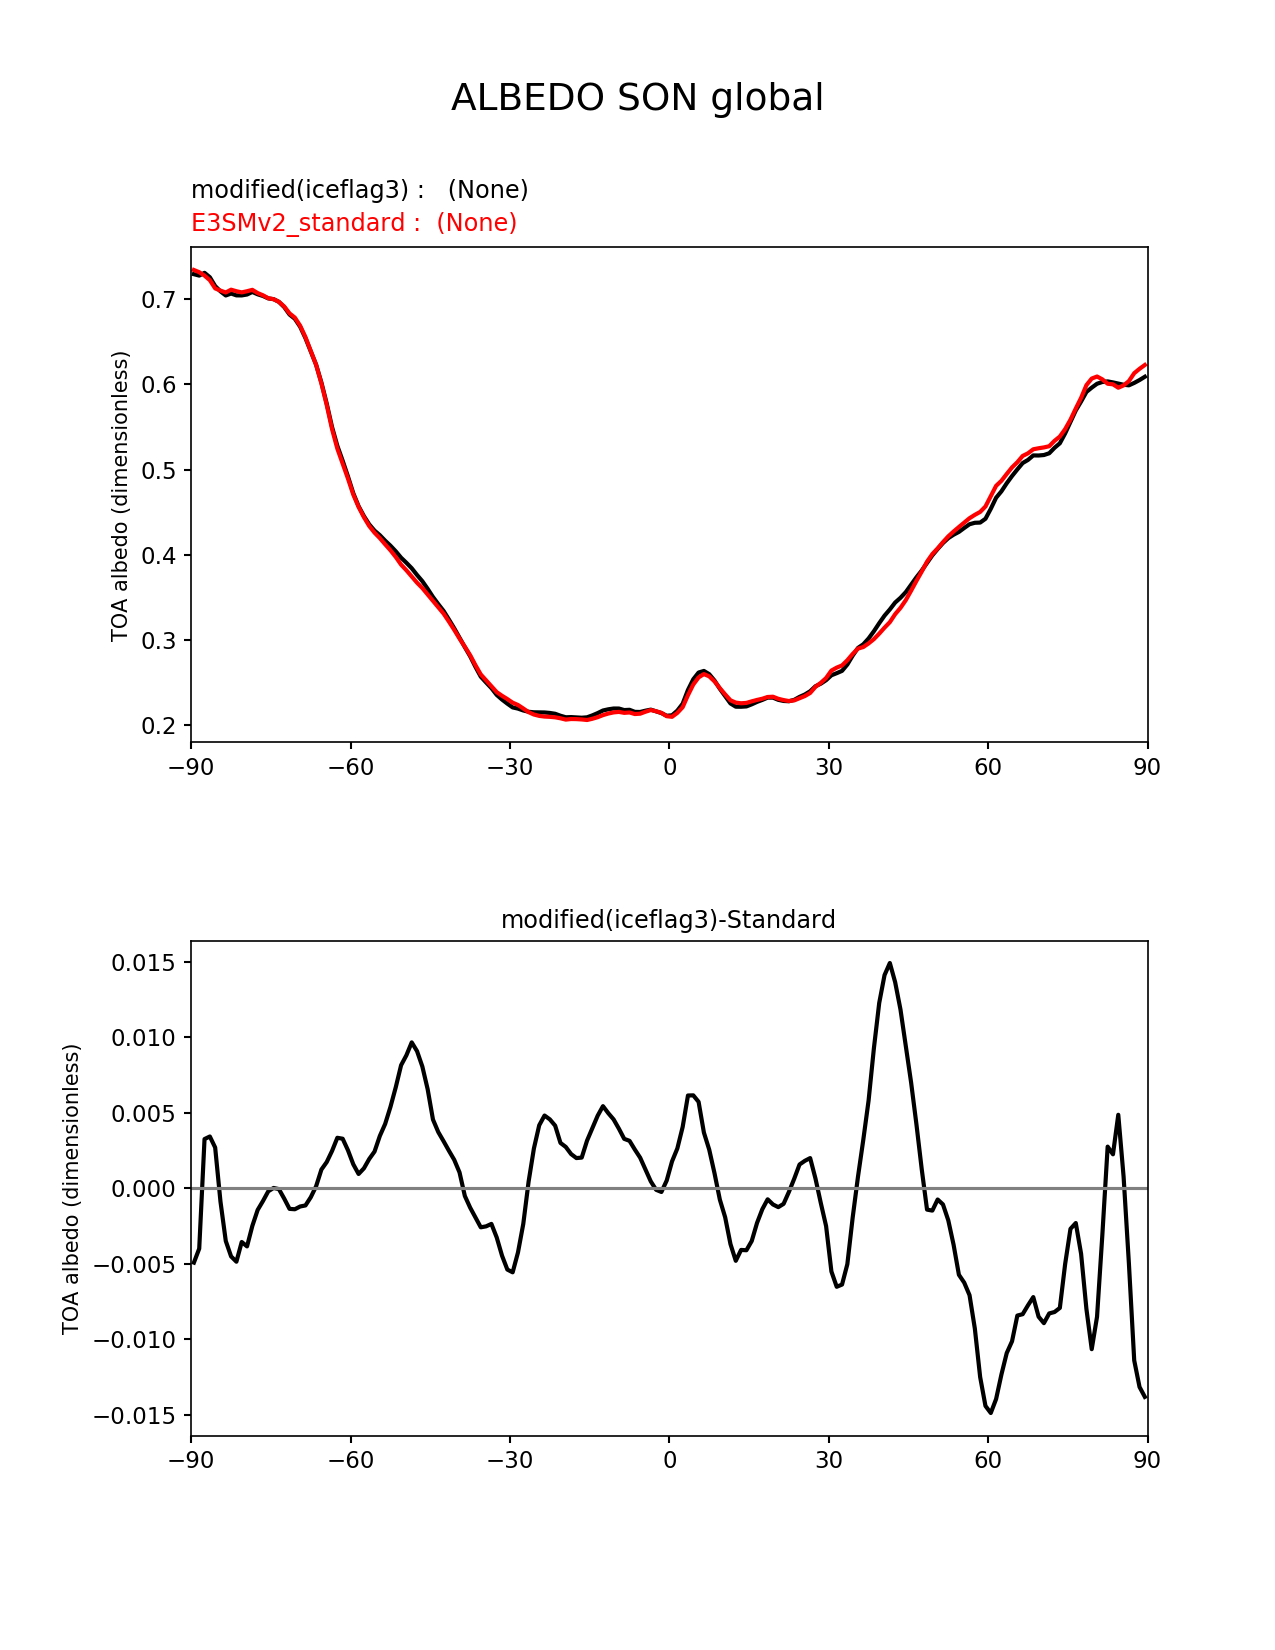 ALBEDO SON global
modified(iceflag3) :   (None)
E3SMv2_standard :  (None)
TOA albedo (dimensionless)
0.7
0.6
0.5
0.4
0.3
0.2
−90 −60 −30 0 30 60 90
modified(iceflag3)-Standard
TOA albedo (dimensionless)
0.015
0.010
0.005
0.000
−0.005
−0.010
−0.015
−90 −60 −30 0 30 60 90